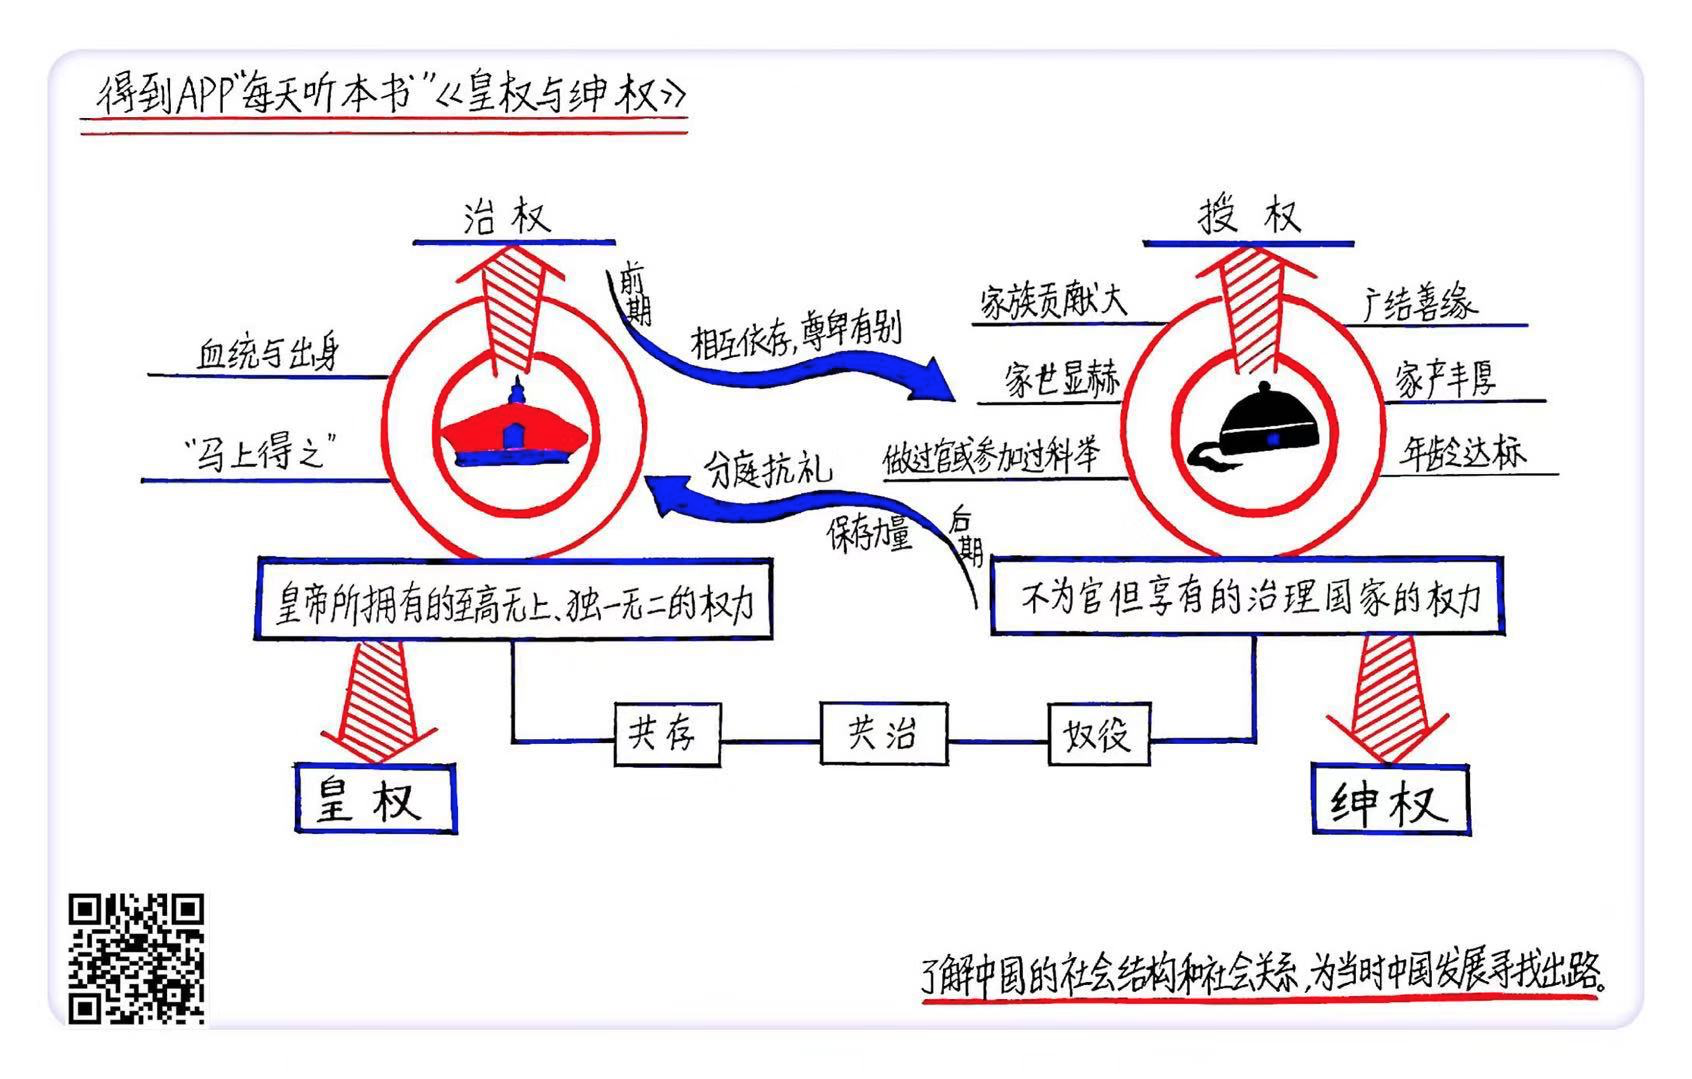 得到APP“每天听本书”《皇权与绅权》
治权
授权
前期
相互依存,尊卑有别
血统与出身
“马上得之”
家族贡献大
广结善缘
家世显赫
家产丰厚
做过官或参加过科举
年龄达标
分庭抗礼
保存力量
后期
皇帝所拥有的至高无上、独一无二的权力
不为官但享有的治理国家的权力
共存
共治
奴役
皇权
绅权
了解中国的社会结构和社会关系,为当时中国发展寻找出路。